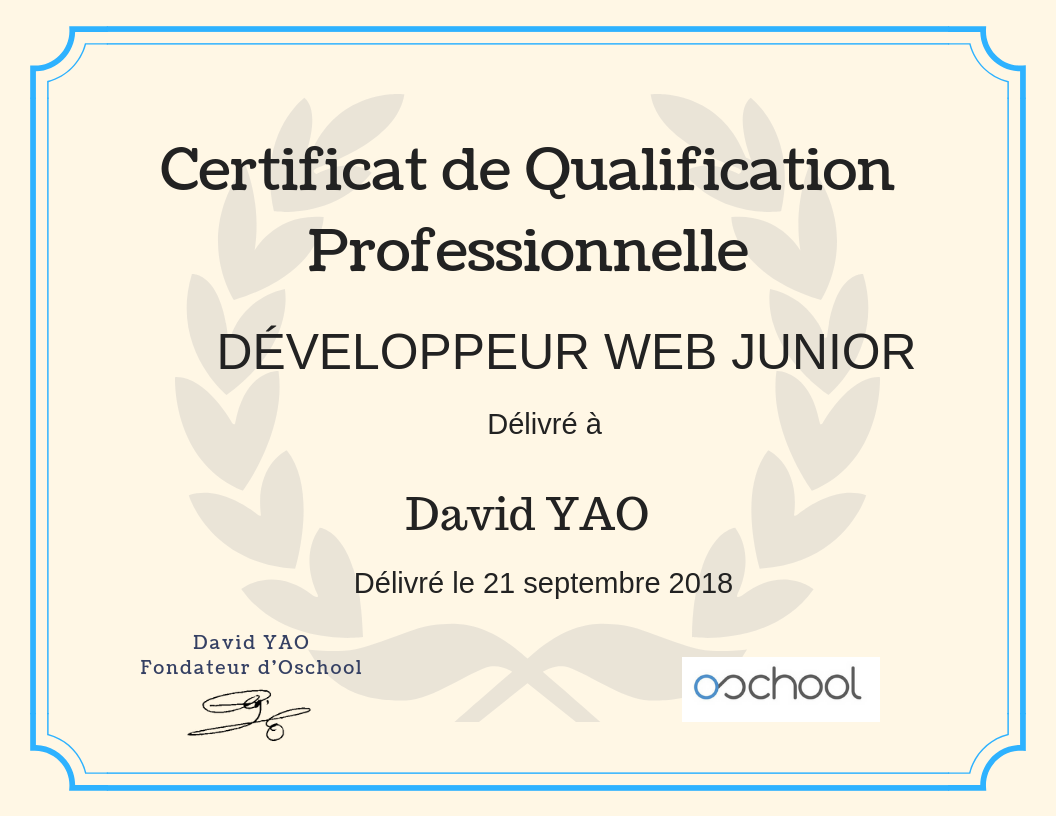 Certificat de Qualification
Professionnelle
DÉVELOPPEUR WEB JUNIOR
Délivré à
David YAO
Délivré le 21 septembre 2018
David YAO
Fondateur d'Oschool
oschool